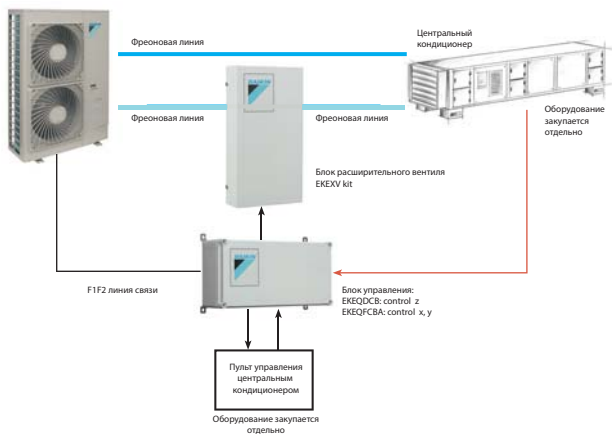 Фреоновая линия
Центральный
кондиционер
DAIKIN
Фреоновая линия
Фреоновая линия
Оборудование
закупается
отдельно
Блок расширительного вентиля
EKEXV kit
F1F2 линия связи
Блок управления:
EKEQDCB: control z
EKEQFCBA: control x, y
Пульт управления
центральным
кондиционером
Оборудование закупается
отдельно